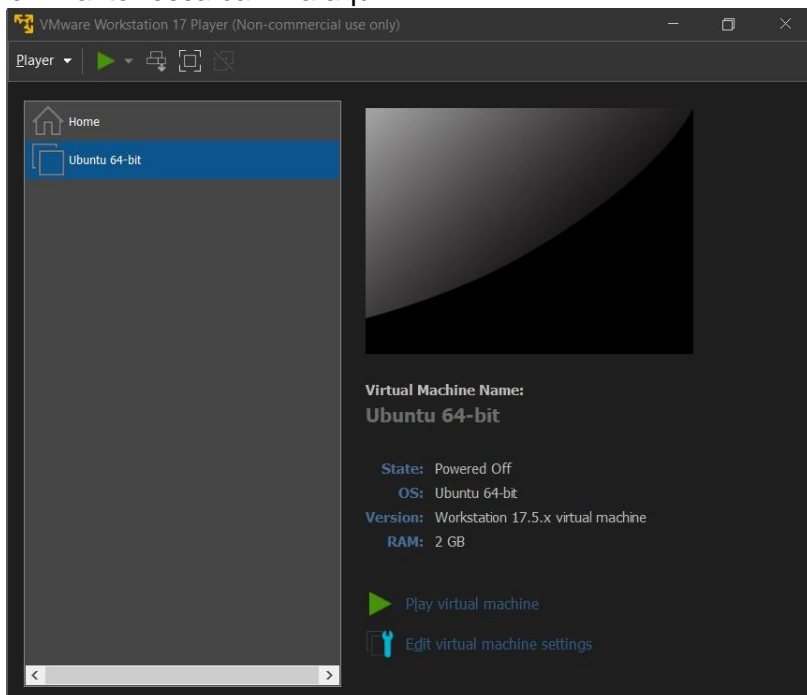 VMware Workstation 17 Player (Non-commercial use only)
Player
Home
Ubuntu 64-bit
Virtual Machine Name:
Ubuntu 64-bit
State: Powered Off
OS: Ubuntu 64-bit
Version: Workstation 17.5.x virtual machine
RAM: 2 GB
Play virtual machine
Edit virtual machine settings